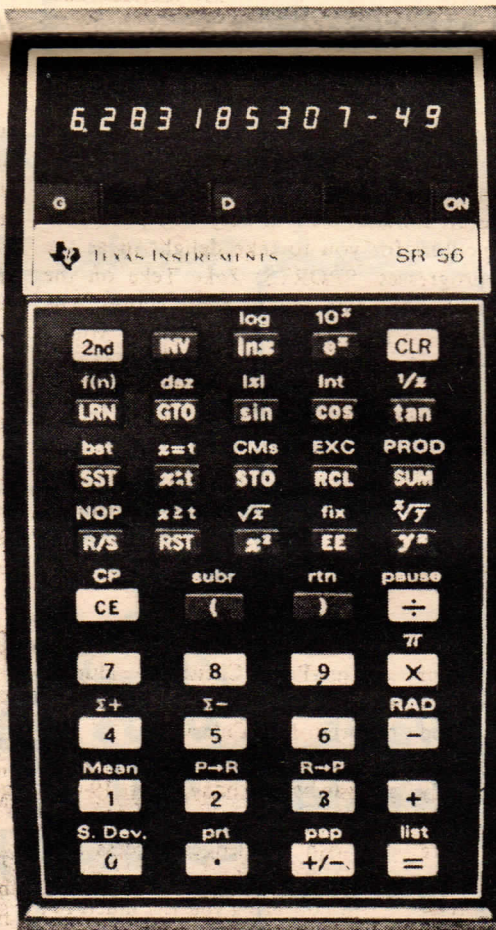 6.283185307-49
G D ON
TEXAS INSTRUMENTS SR 56
log 10ˣ
2nd INV lnx eˣ CLR
f(n) dsz |x| Int 1/x
LRN GTO sin cos tan
bst x=t CMs EXC PROD
SST x⇄t STO RCL SUM
NOP x≥t √x fix ˣ√y
R/S RST x² EE yˣ
CP subr rtn pause
CE ( ) ÷
π
7 8 9 ×
Σ+ Σ− RAD
4 5 6 −
Mean P→R R→P
1 2 3 +
S. Dev. prt pap list
0 . +/− =